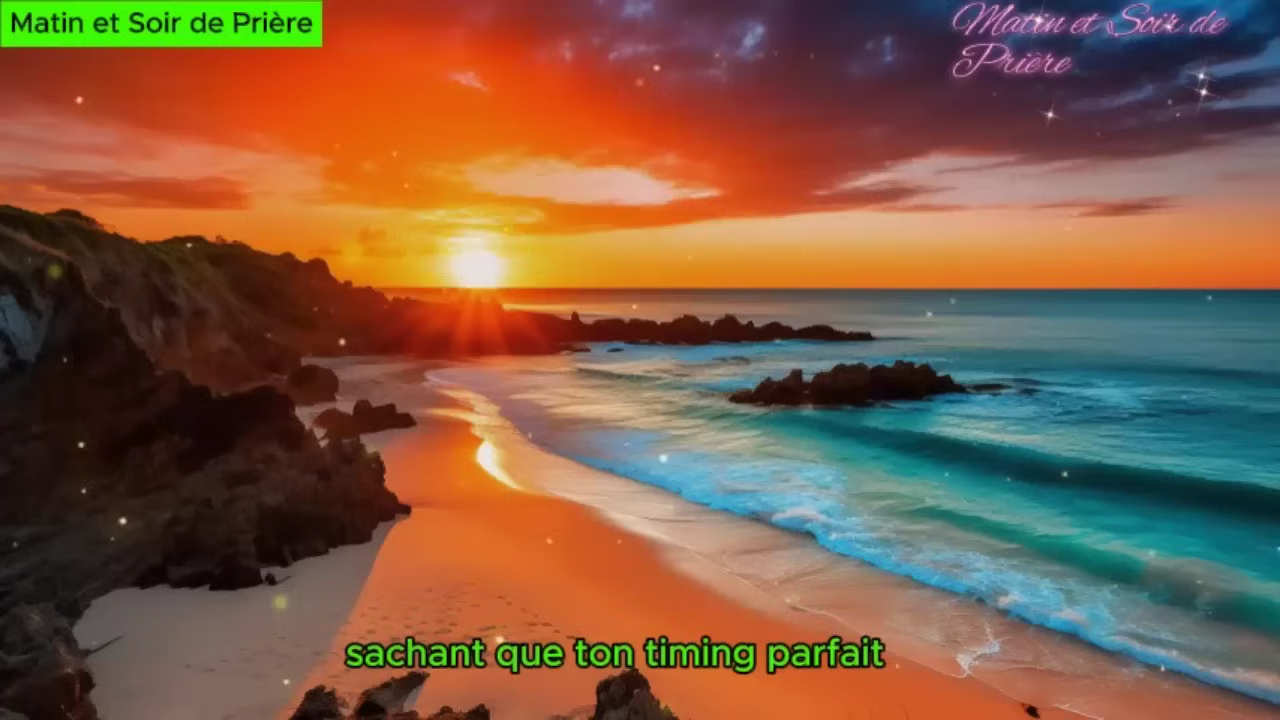 Matin et Soir de Prière
Matin et Soir de
Prière
sachant que ton timing parfait